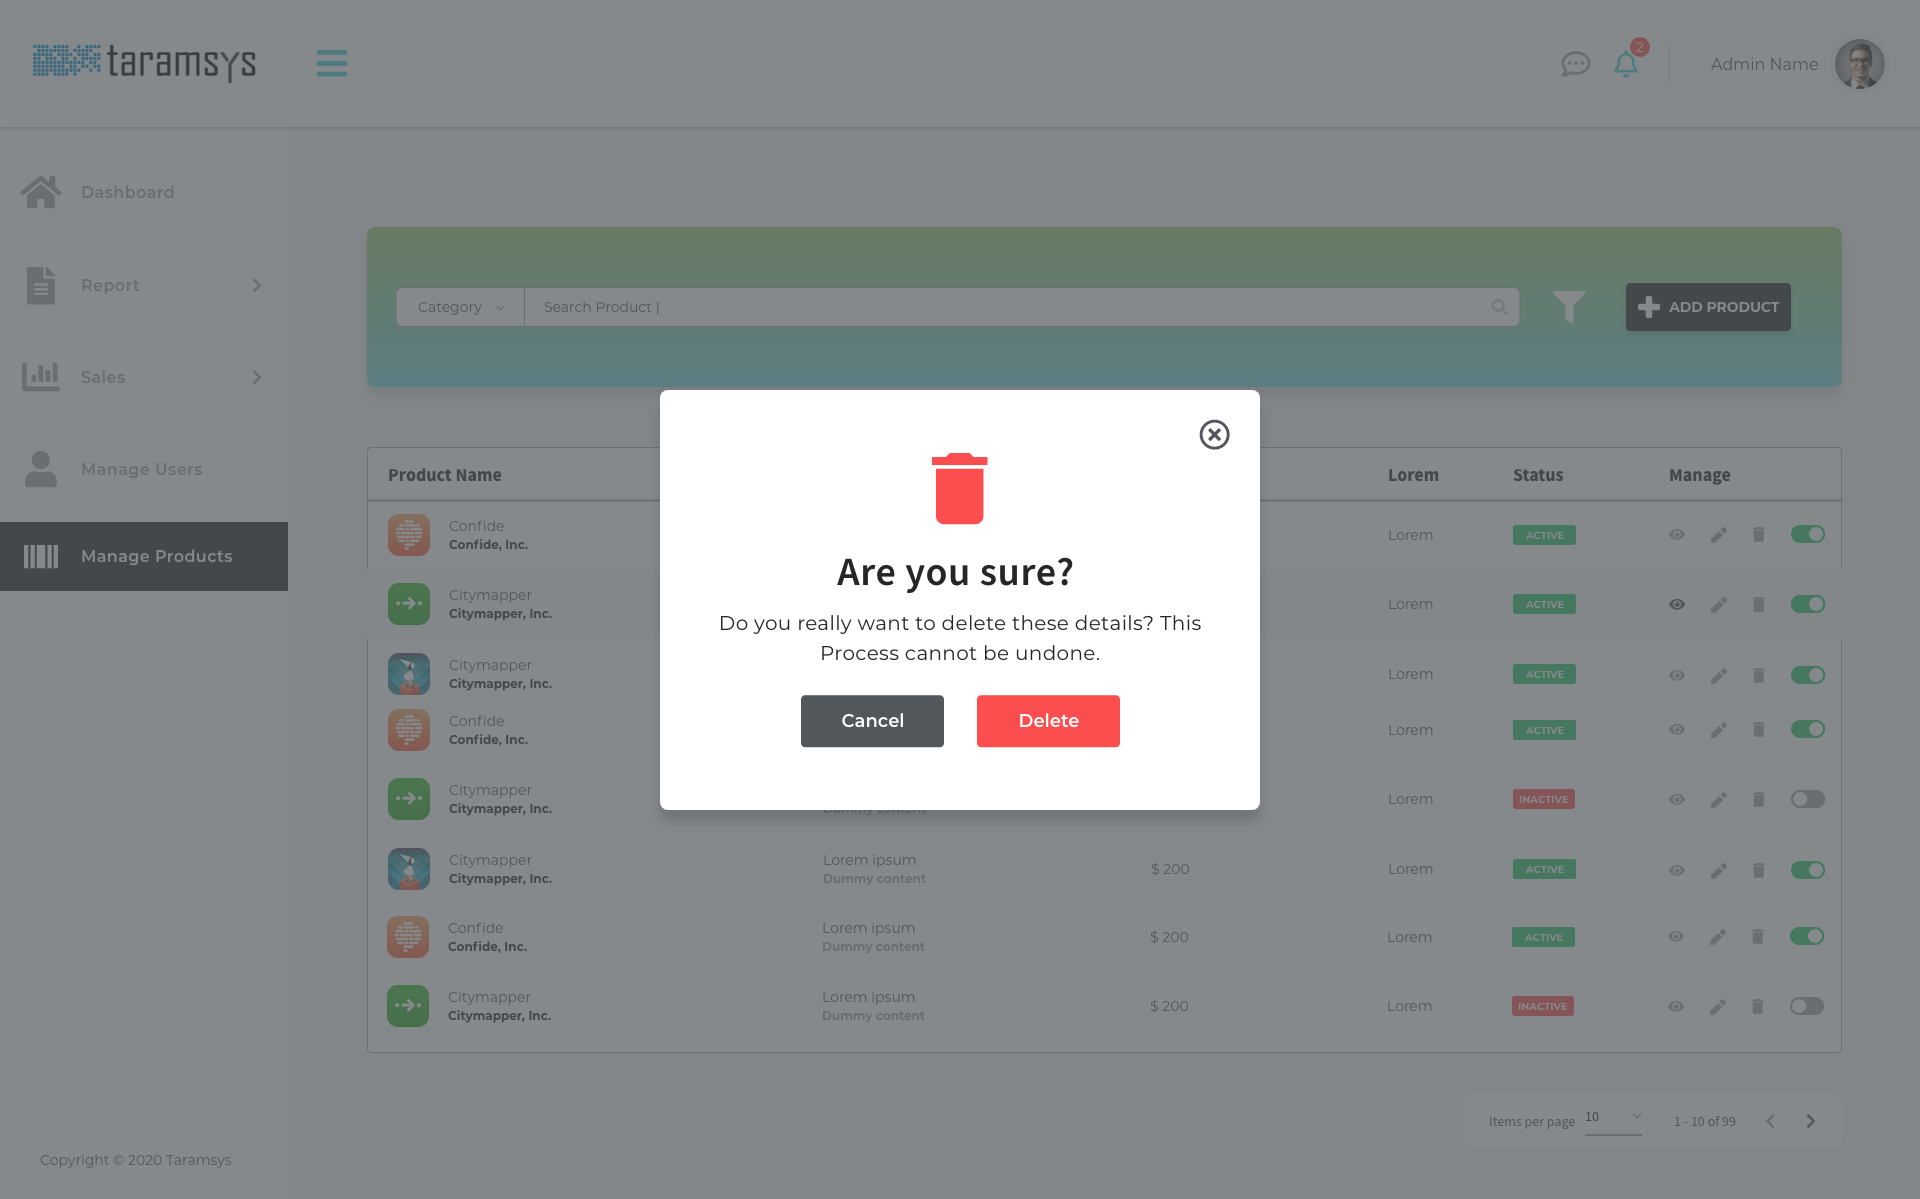 taramsys
2
Admin Name
Dashboard
Report
Sales
Manage Users
Manage Products
Category
Search Product |
ADD PRODUCT
Product Name
Lorem
Status
Manage
Confide
Confide, Inc.
Lorem
ACTIVE
Citymapper
Citymapper, Inc.
Lorem
ACTIVE
Citymapper
Citymapper, Inc.
Lorem
ACTIVE
Confide
Confide, Inc.
Lorem
ACTIVE
Citymapper
Citymapper, Inc.
Lorem
INACTIVE
Are you sure?
Do you really want to delete these details? This
Process cannot be undone.
Cancel
Delete
Citymapper
Citymapper, Inc.
Lorem ipsum
Dummy content
$ 200
Lorem
ACTIVE
Confide
Confide, Inc.
Lorem ipsum
Dummy content
$ 200
Lorem
ACTIVE
Citymapper
Citymapper, Inc.
Lorem ipsum
Dummy content
$ 200
Lorem
INACTIVE
Items per page
10
1 - 10 of 99
Copyright © 2020 Taramsys